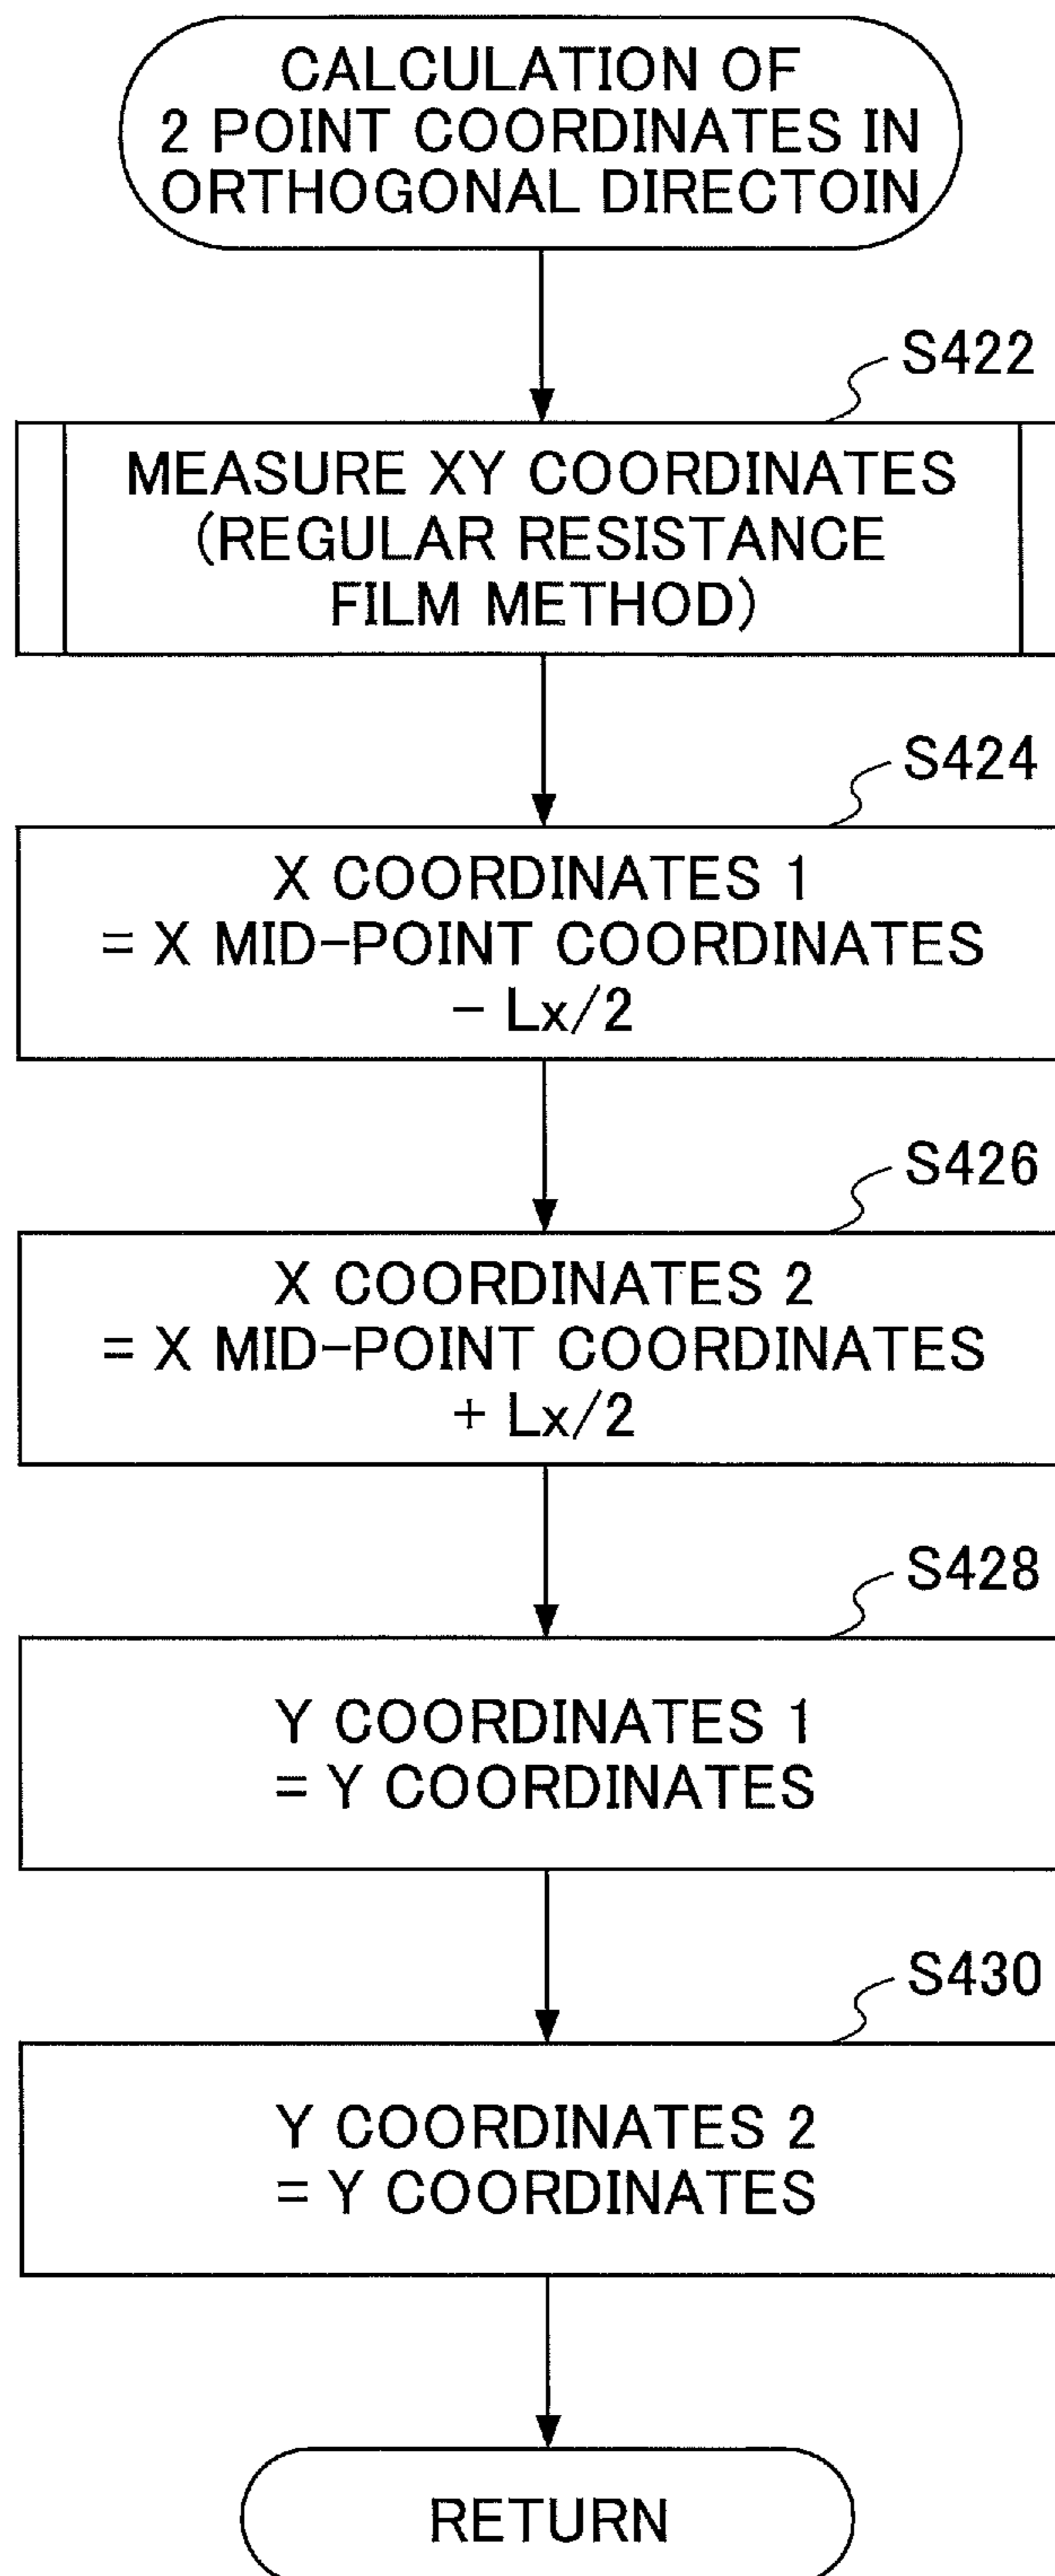 CALCULATION OF
2 POINT COORDINATES IN
ORTHOGONAL DIRECTOIN
S422
MEASURE XY COORDINATES
(REGULAR RESISTANCE
FILM METHOD)
S424
X COORDINATES 1
= X MID-POINT COORDINATES
- Lx/2
S426
X COORDINATES 2
= X MID-POINT COORDINATES
+ Lx/2
S428
Y COORDINATES 1
= Y COORDINATES
S430
Y COORDINATES 2
= Y COORDINATES
RETURN